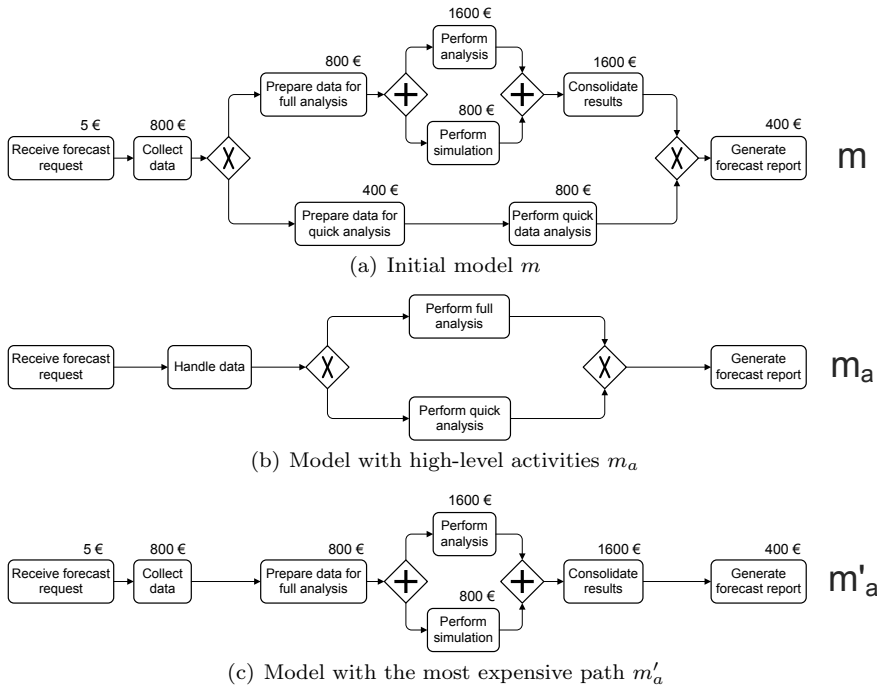 1600 €
Perform
analysis
800 €
Prepare data for
full analysis
1600 €
Consolidate
results
5 €
Receive forecast
request
800 €
Collect
data
800 €
Perform
simulation
400 €
Generate
forecast report
m
400 €
Prepare data for
quick analysis
800 €
Perform quick
data analysis
(a) Initial model m
Perform full
analysis
Receive forecast
request
Handle data
Generate
forecast report
ma
Perform quick
analysis
(b) Model with high-level activities ma
1600 €
Perform
analysis
5 €
Receive forecast
request
800 €
Collect
data
800 €
Prepare data for
full analysis
1600 €
Consolidate
results
400 €
Generate
forecast report
m'a
800 €
Perform
simulation
(c) Model with the most expensive path m′a